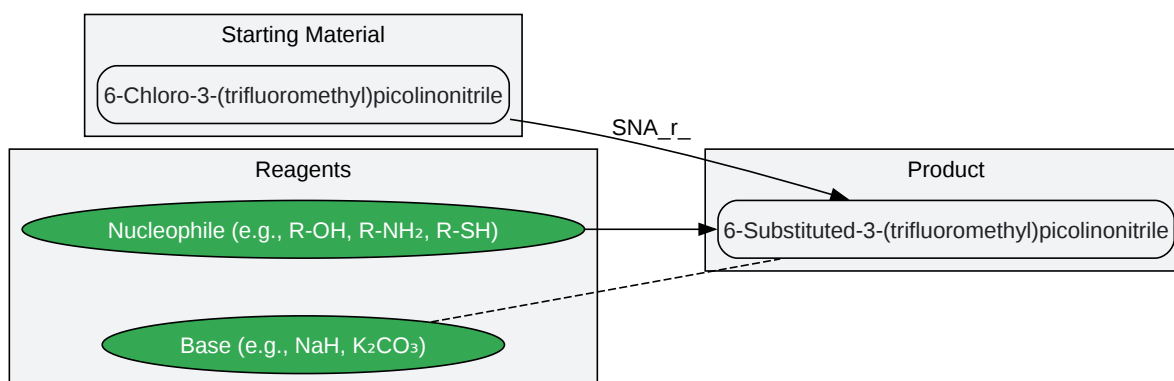 Starting Material
6-Chloro-3-(trifluoromethyl)picolinonitrile
SNA_r_
Reagents
Product
Nucleophile (e.g., R-OH, R-NH₂, R-SH)
6-Substituted-3-(trifluoromethyl)picolinonitrile
Base (e.g., NaH, K₂CO₃)